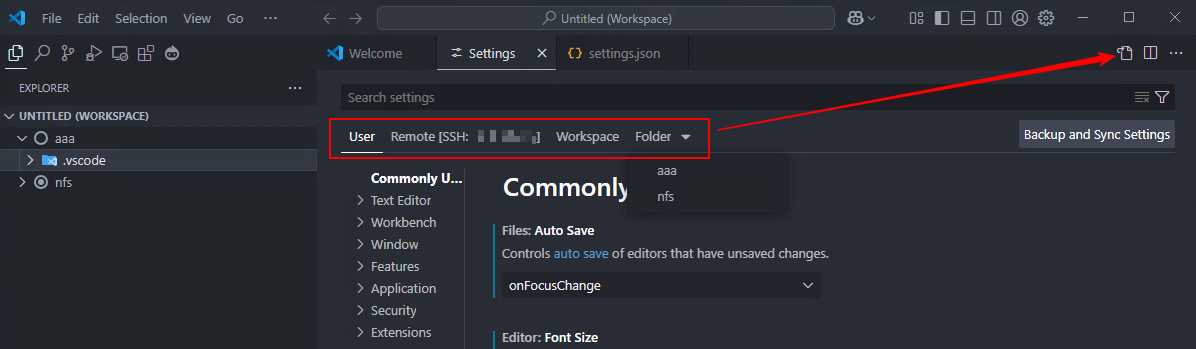 File Edit Selection View Go ··· Untitled (Workspace)
Welcome Settings settings.json
EXPLORER
Search settings
UNTITLED (WORKSPACE)
aaa
User Remote [SSH: ] Workspace Folder Backup and Sync Settings
.vscode
aaa
nfs
nfs
Commonly U...
Commonly
Text Editor
Workbench
Files: Auto Save
Window
Controls auto save of editors that have unsaved changes.
Features
Application
onFocusChange
Security
Extensions
Editor: Font Size